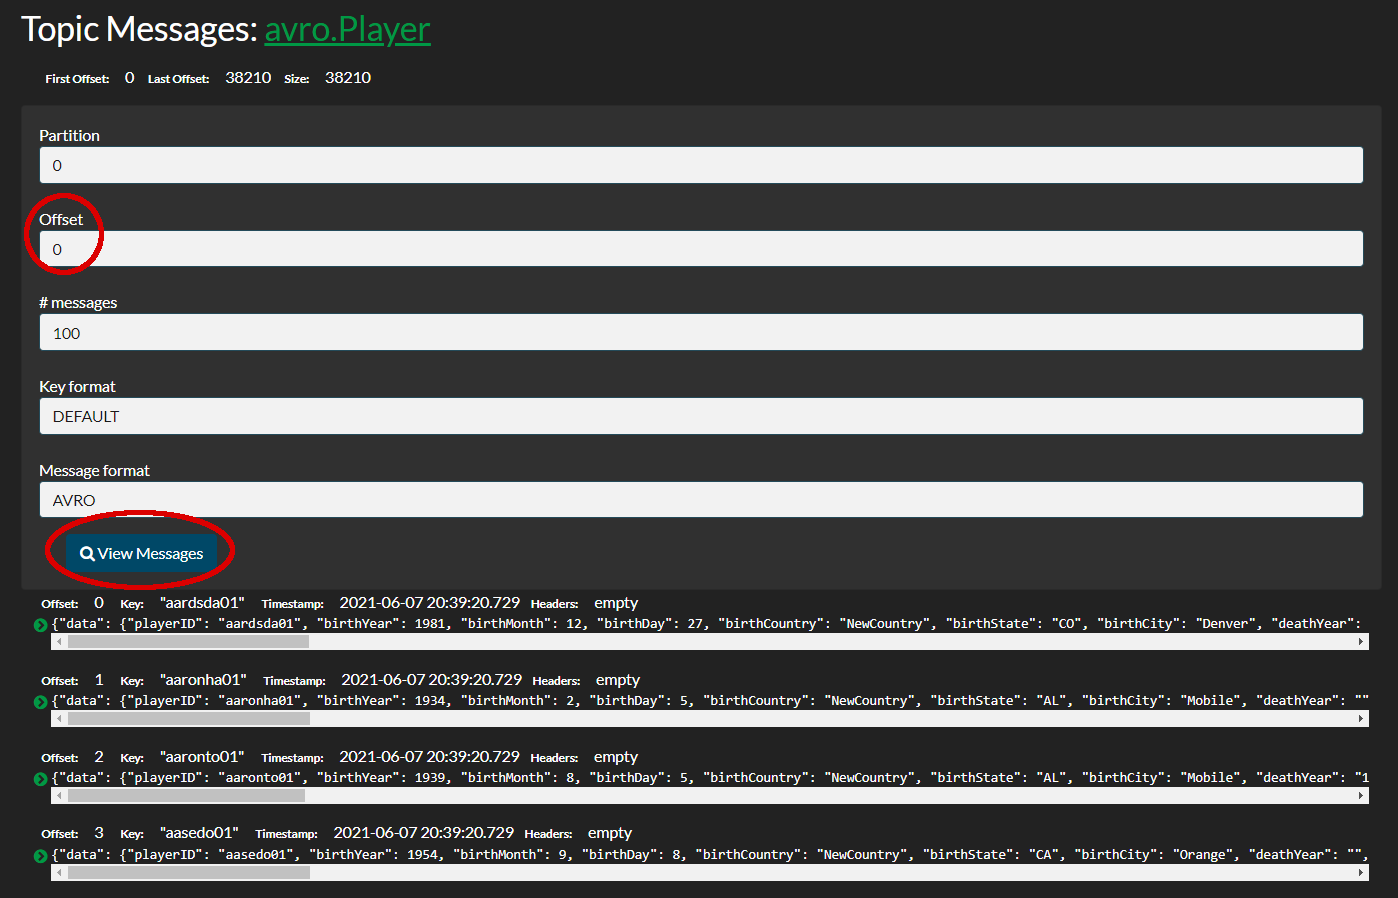 Topic Messages: avro.Player
First Offset: 0 Last Offset: 38210 Size: 38210
Partition
0
Offset
0
# messages
100
Key format
DEFAULT
Message format
AVRO
View Messages
Offset: 0 Key: "aardsda01" Timestamp: 2021-06-07 20:39:20.729 Headers: empty
{"data": {"playerID": "aardsda01", "birthYear": 1981, "birthMonth": 12, "birthDay": 27, "birthCountry": "NewCountry", "birthState": "CO", "birthCity": "Denver", "deathYear":
Offset: 1 Key: "aaronha01" Timestamp: 2021-06-07 20:39:20.729 Headers: empty
{"data": {"playerID": "aaronha01", "birthYear": 1934, "birthMonth": 2, "birthDay": 5, "birthCountry": "NewCountry", "birthState": "AL", "birthCity": "Mobile", "deathYear": ""
Offset: 2 Key: "aaronto01" Timestamp: 2021-06-07 20:39:20.729 Headers: empty
{"data": {"playerID": "aaronto01", "birthYear": 1939, "birthMonth": 8, "birthDay": 5, "birthCountry": "NewCountry", "birthState": "AL", "birthCity": "Mobile", "deathYear": "1
Offset: 3 Key: "aasedo01" Timestamp: 2021-06-07 20:39:20.729 Headers: empty
{"data": {"playerID": "aasedo01", "birthYear": 1954, "birthMonth": 9, "birthDay": 8, "birthCountry": "NewCountry", "birthState": "CA", "birthCity": "Orange", "deathYear": "",